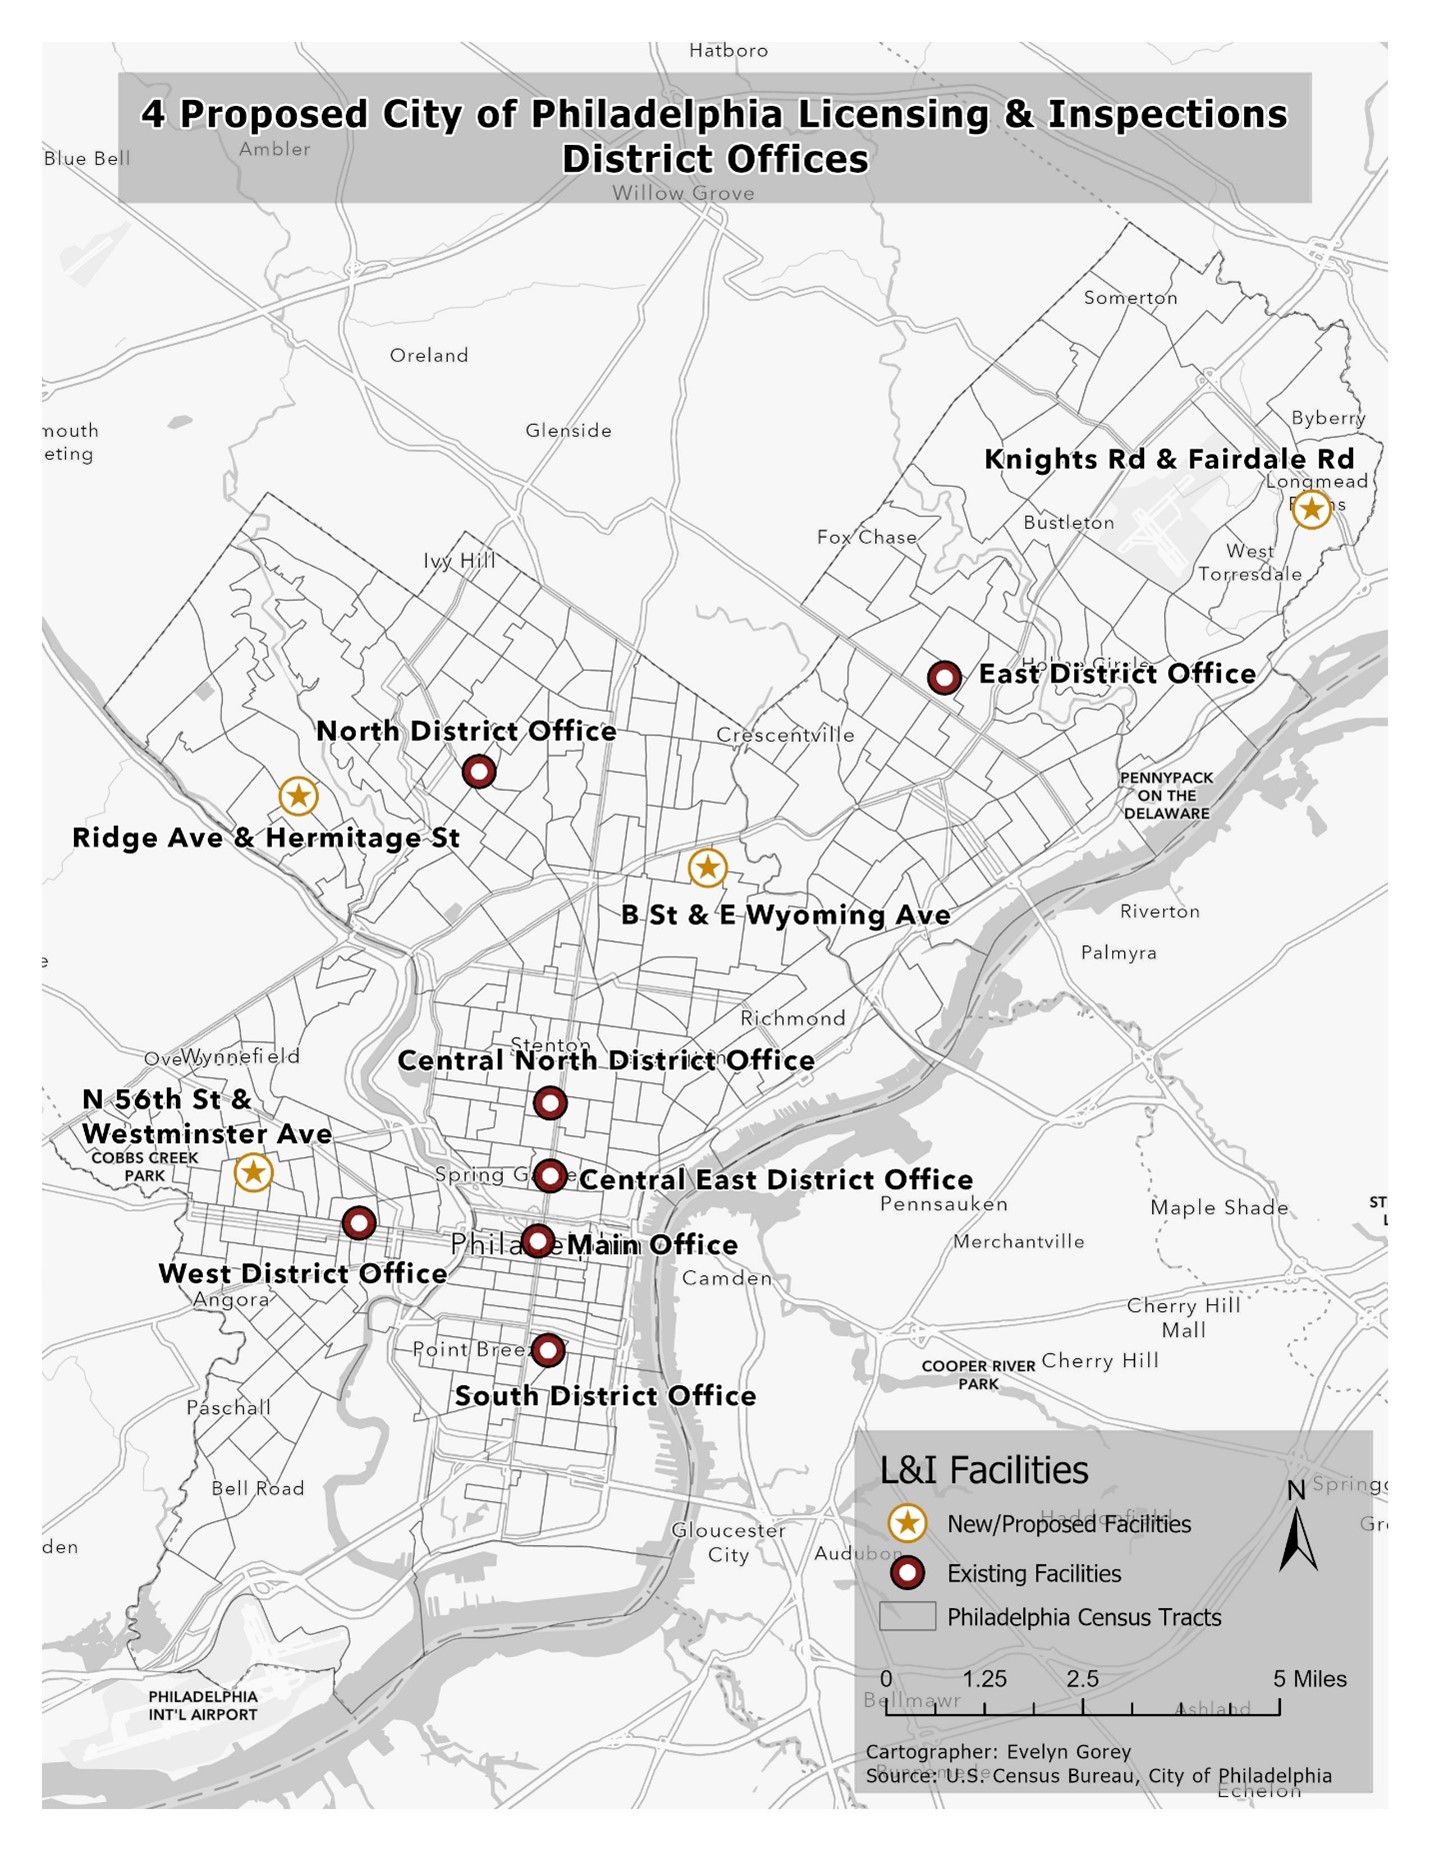 Hatboro
4 Proposed City of Philadelphia Licensing & Inspections
District Offices
Blue Bell
Ambler
Willow Grove
Somerton
Oreland
Byberry
mouth
eting
Glenside
Knights Rd & Fairdale Rd
Longmead
Bustleton
Fox Chase
West
Torresdale
Ivy Hill
East District Office
North District Office
Crescentville
PENNYPACK
ON THE
DELAWARE
Ridge Ave & Hermitage St
B St & E Wyoming Ave
Riverton
Palmyra
e
Richmond
Stenton
Wynnefield
Central North District Office
N 56th St &
Westminster Ave
COBBS CREEK
PARK
Spring G
Central East District Office
Pennsauken
Maple Shade
ST
L
Merchantville
Main Office
West District Office
Camden
Angora
Cherry Hill
Mall
Point Bree
COOPER RIVER
PARK
Cherry Hill
South District Office
Paschall
Bell Road
L&I Facilities
N
Springd
New/Proposed Facilities
Gloucester
City
Audubon
Gre
den
Existing Facilities
Philadelphia Census Tracts
0 1.25 2.5 5 Miles
Bellmawr
Ashland
PHILADELPHIA
INT'L AIRPORT
Cartographer: Evelyn Gorey
Source: U.S. Census Bureau, City of Philadelphia
Echelon